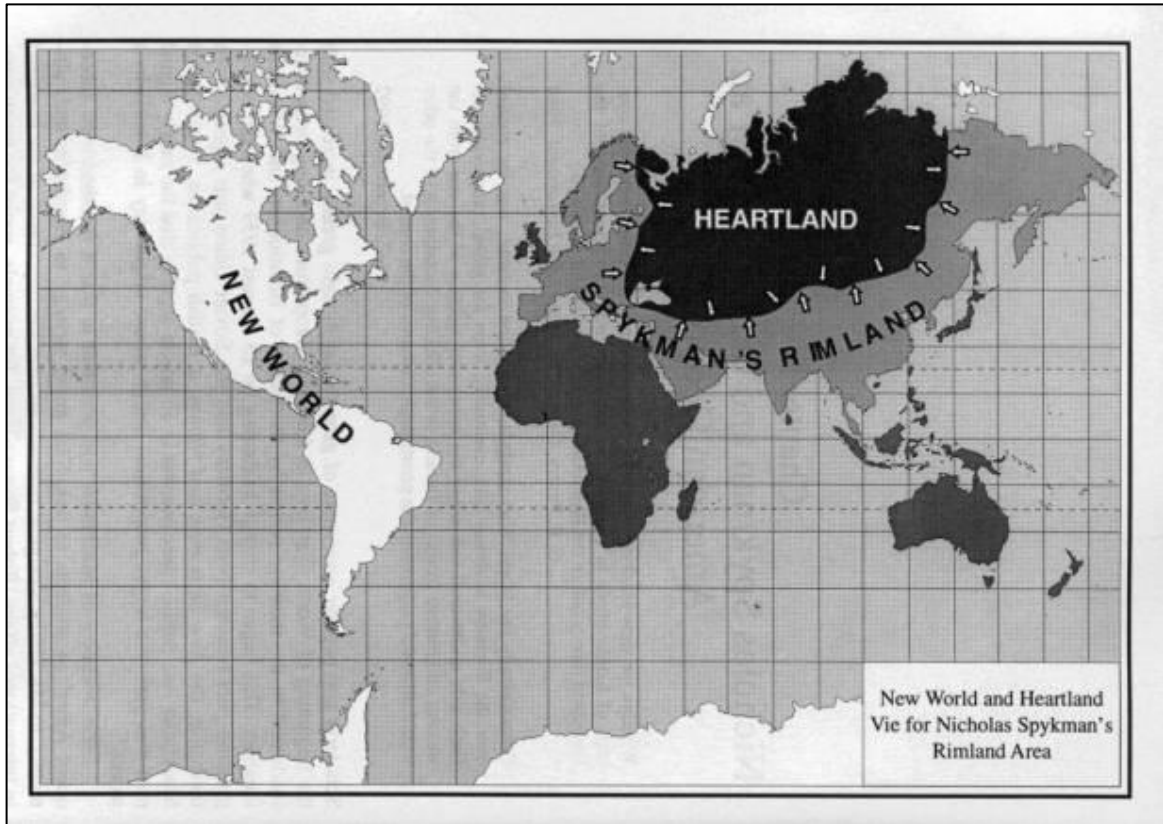 HEARTLAND
NEW WORLD
SPYKMAN'S RIMLAND
New World and Heartland
Vie for Nicholas Spykman's
Rimland Area